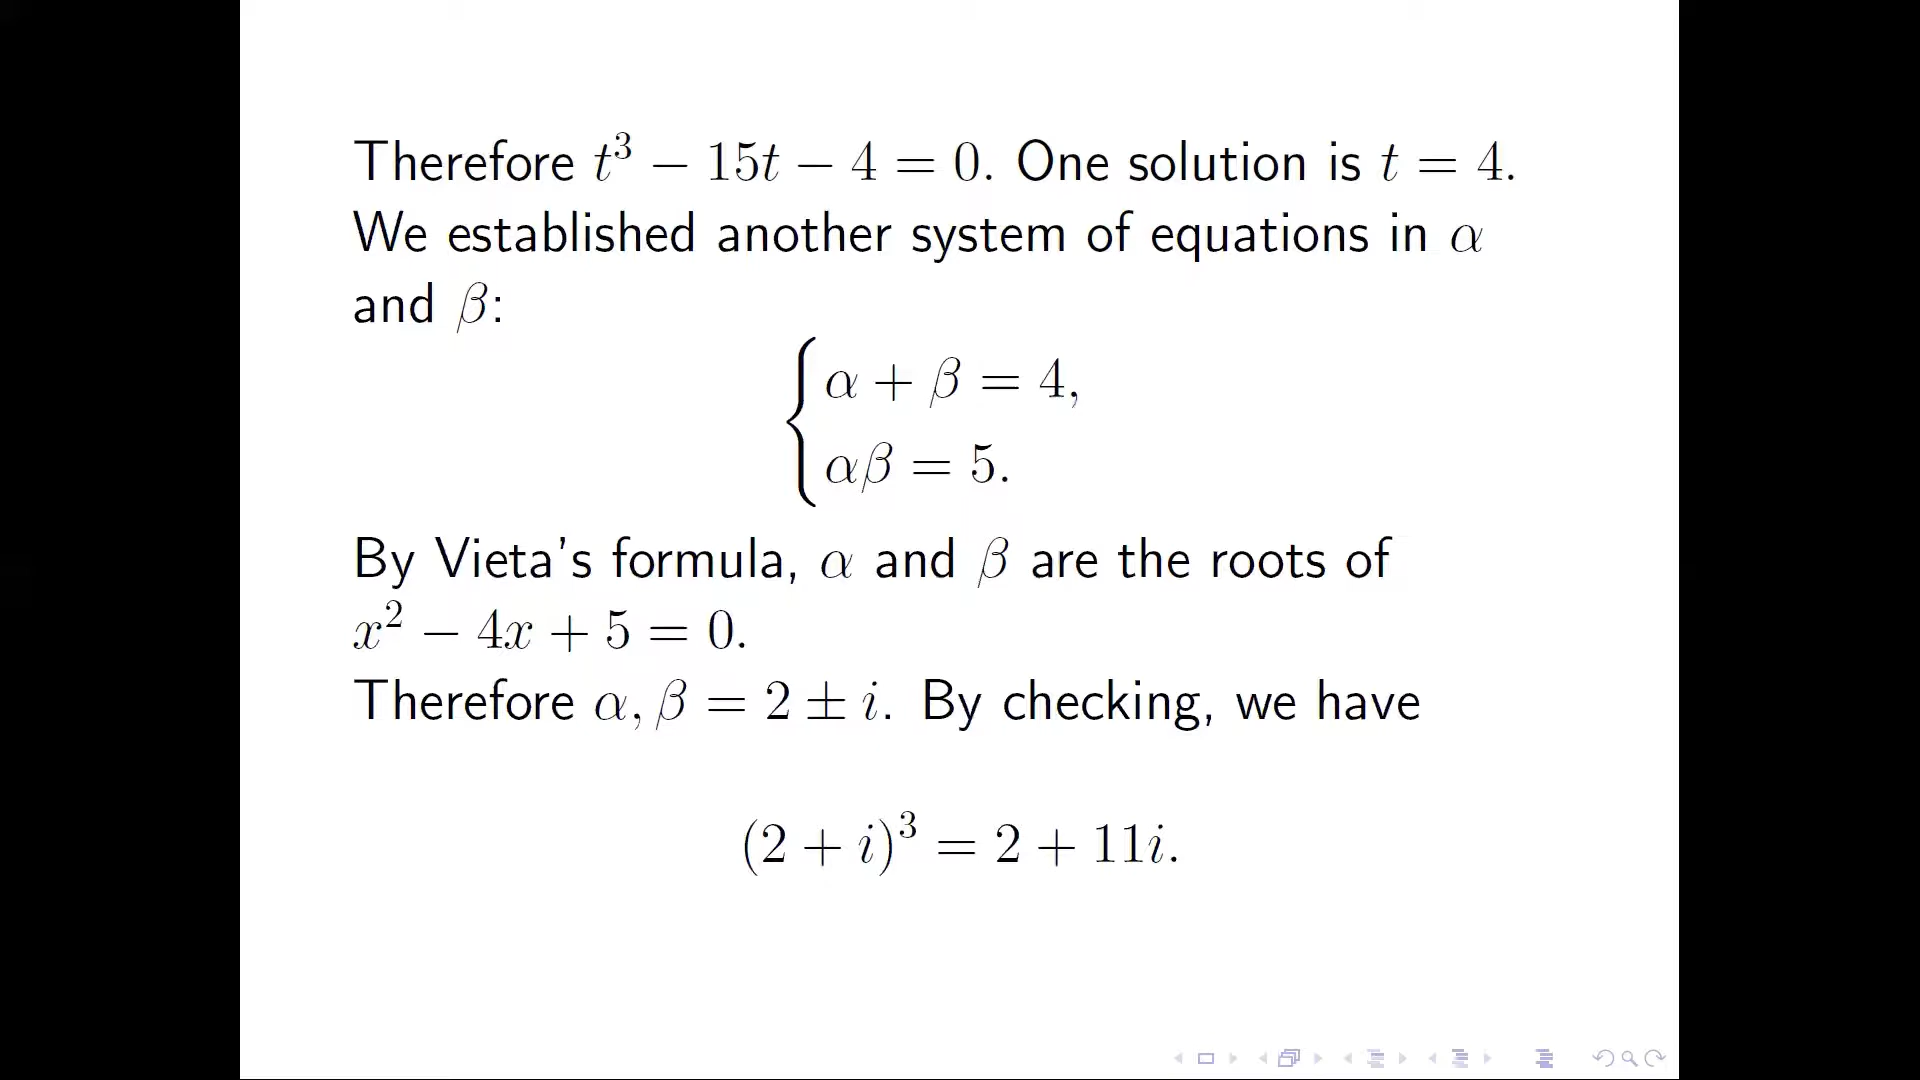 Therefore t³ − 15t − 4 = 0. One solution is t = 4.
We established another system of equations in α
and β:
α + β = 4,
αβ = 5.
By Vieta's formula, α and β are the roots of
x² − 4x + 5 = 0.
Therefore α, β = 2 ± i. By checking, we have
(2 + i)³ = 2 + 11i.